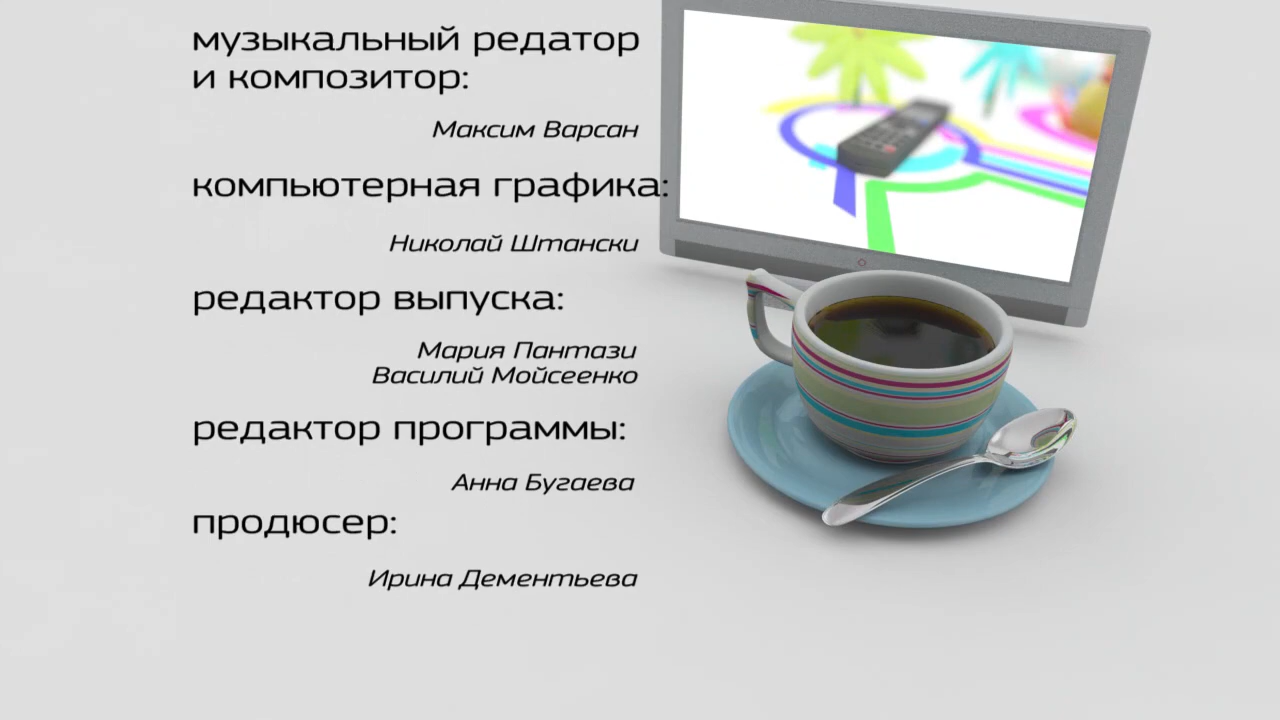 музыкальный редатор
и композитор:
Максим Варсан
компьютерная графика:
Николай Штански
редактор выпуска:
Мария Пантази
Василий Мойсеенко
редактор программы:
Анна Бугаева
продюсер:
Ирина Дементьева